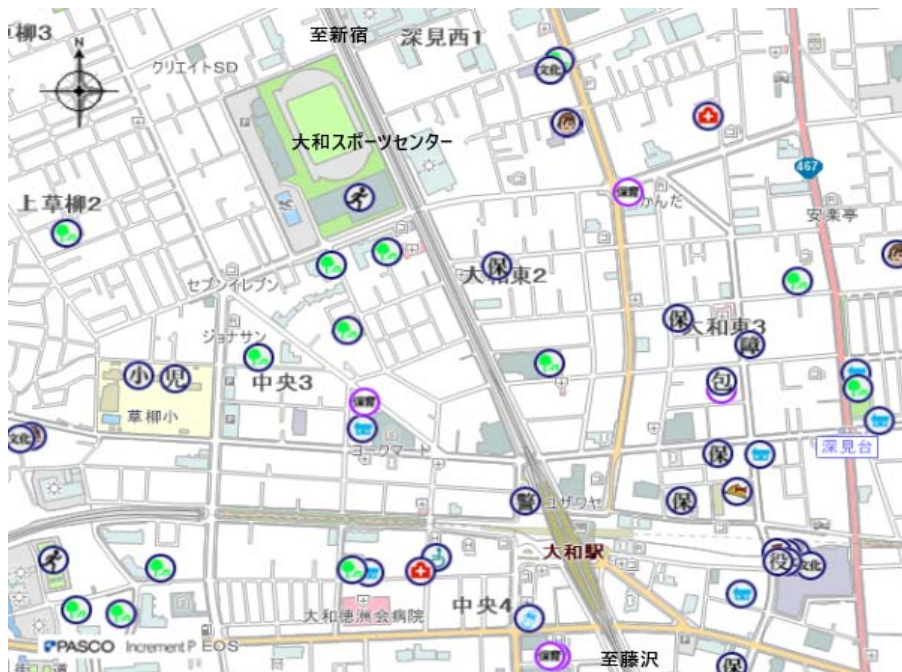 柳3
至新宿
深見西1
N
クリエイトSD
文化
大和スポーツセンター
467
保育
かんだ
上草柳2
安楽亭
保
大和東2
セブンイレブン
保
大和東3
障
ジョナサン
小
児
中央3
包
保育
草柳小
文化
ヨークマート
深見台
保
警
ユザワヤ
保
大和駅
役
文化
大和徳洲会病院
中央4
PASCO Increment P EOS
保育
至藤沢
保
街
道